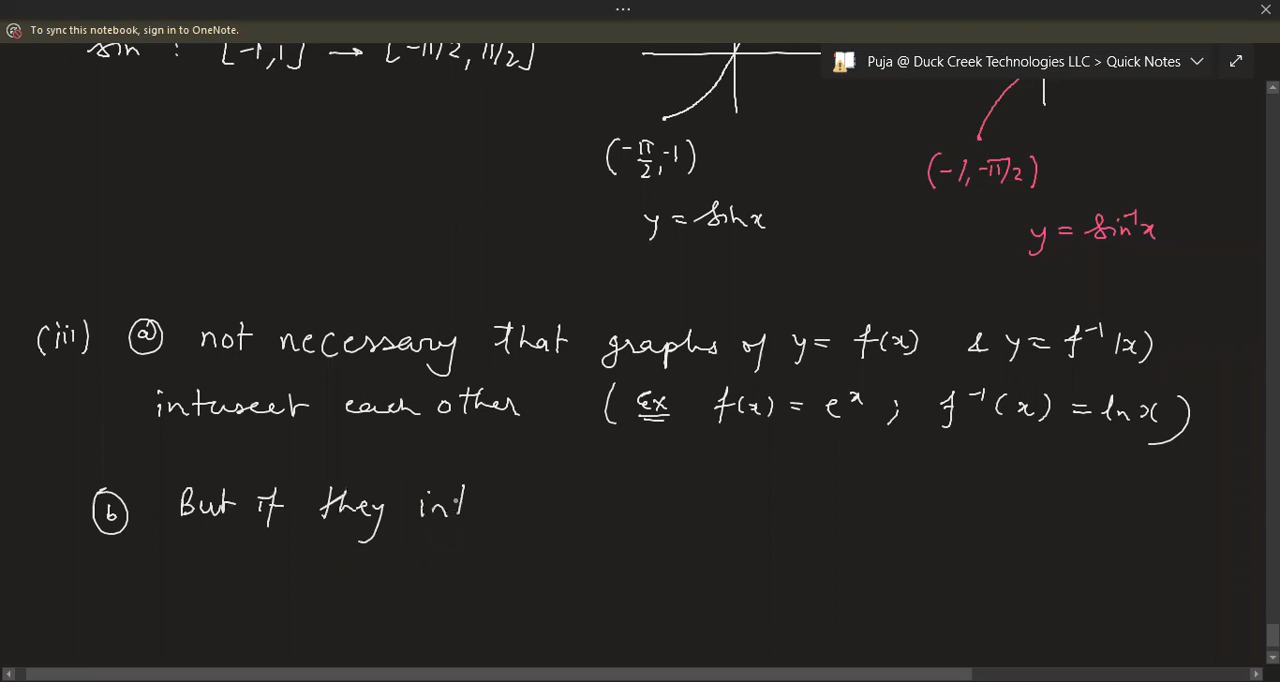 ...
To sync this notebook, sign in to OneNote.
Puja @ Duck Creek Technologies LLC > Quick Notes
sin : [-1,1] → [-π/2, π/2]
(-π/2, -1)
(-1, -π/2)
y = sinx
y = sin⁻¹x
(iii) ⓐ not necessary that graphs of y = f(x) & y = f⁻¹(x)
intersect each other (Ex f(x) = eˣ ; f⁻¹(x) = ln x)
ⓑ But if they int